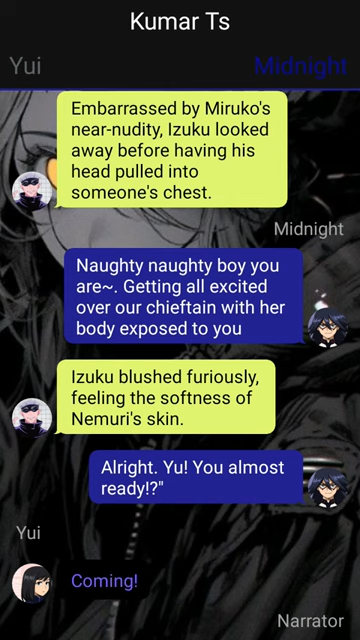 Kumar Ts
Yui
Midnight
Embarrassed by Miruko's
near-nudity, Izuku looked
away before having his
head pulled into
someone's chest.
Midnight
Naughty naughty boy you
are~. Getting all excited
over our chieftain with her
body exposed to you
Izuku blushed furiously,
feeling the softness of
Nemuri's skin.
Alright. Yu! You almost
ready!?"
Yui
Coming!
Narrator